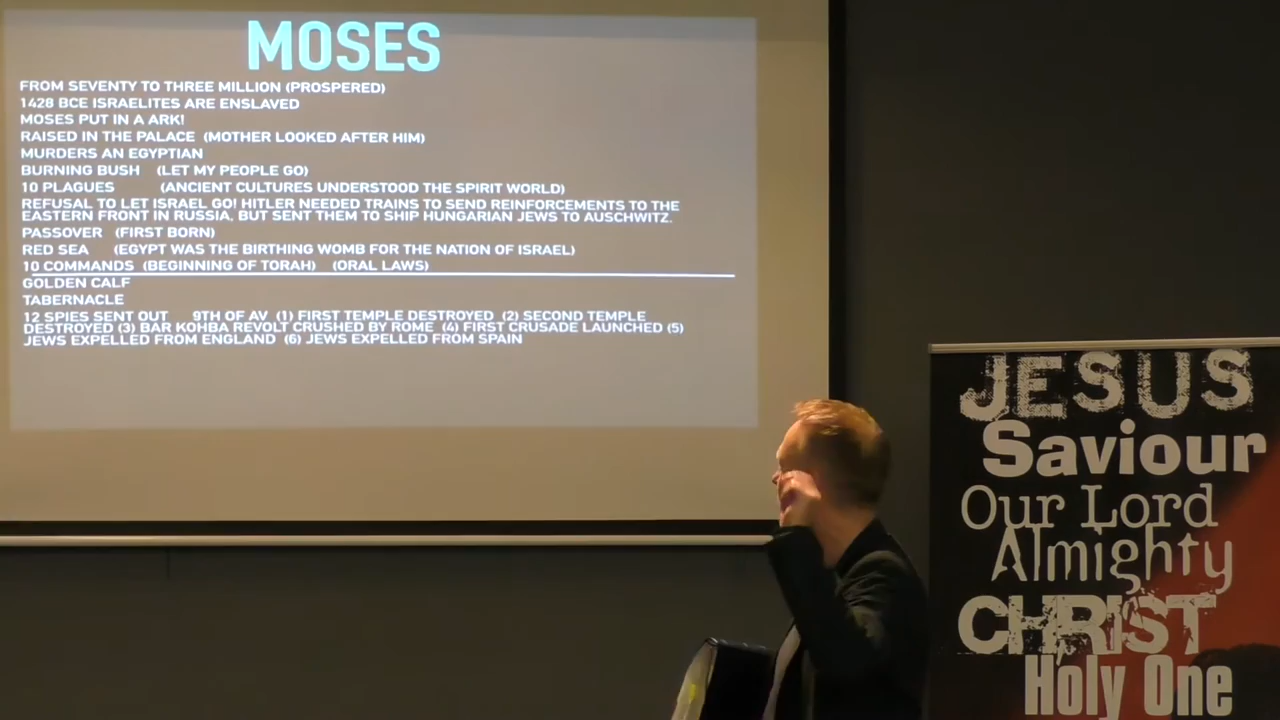 MOSES
FROM SEVENTY TO THREE MILLION (PROSPERED)
1428 BCE ISRAELITES ARE ENSLAVED
MOSES PUT IN A ARK!
RAISED IN THE PALACE (MOTHER LOOKED AFTER HIM)
MURDERS AN EGYPTIAN
BURNING BUSH (LET MY PEOPLE GO)
10 PLAGUES (ANCIENT CULTURES UNDERSTOOD THE SPIRIT WORLD)
REFUSAL TO LET ISRAEL GO! HITLER NEEDED TRAINS TO SEND REINFORCEMENTS TO THE
EASTERN FRONT IN RUSSIA, BUT SENT THEM TO SHIP HUNGARIAN JEWS TO AUSCHWITZ.
PASSOVER (FIRST BORN)
RED SEA (EGYPT WAS THE BIRTHING WOMB FOR THE NATION OF ISRAEL)
10 COMMANDS (BEGINNING OF TORAH) (ORAL LAWS)
GOLDEN CALF
TABERNACLE
12 SPIES SENT OUT 9TH OF AV (1) FIRST TEMPLE DESTROYED (2) SECOND TEMPLE
DESTROYED (3) BAR KOHBA REVOLT CRUSHED BY ROME (4) FIRST CRUSADE LAUNCHED (5)
JEWS EXPELLED FROM ENGLAND (6) JEWS EXPELLED FROM SPAIN
JESUS
Saviour
Our Lord
Almighty
CHRIST
Holy One